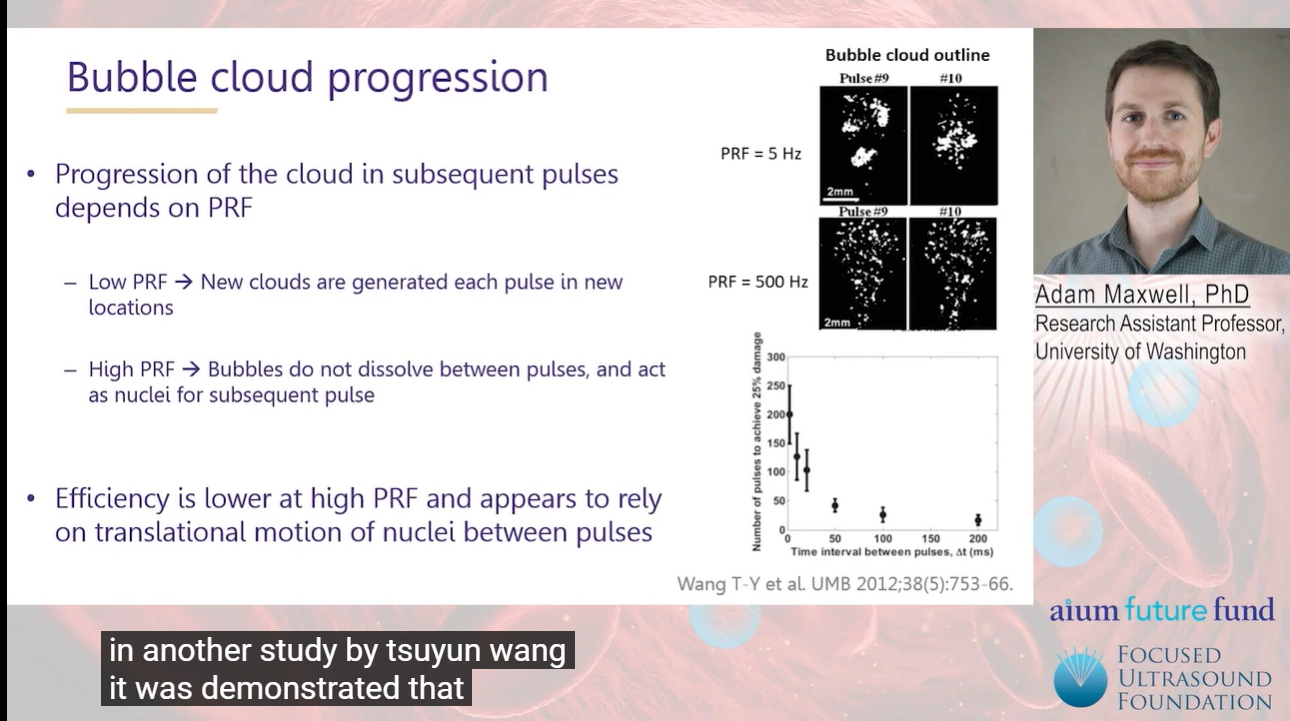 Bubble cloud progression
• Progression of the cloud in subsequent pulses
depends on PRF
– Low PRF → New clouds are generated each pulse in new
locations
– High PRF → Bubbles do not dissolve between pulses, and act
as nuclei for subsequent pulse
• Efficiency is lower at high PRF and appears to rely
on translational motion of nuclei between pulses
Bubble cloud outline
Pulse #9 #10
PRF = 5 Hz
2mm
Pulse #9 #10
PRF = 500 Hz
2mm
Number of pulses to achieve 25% damage
300
250
200
150
100
50
0
0 50 100 150 200
Time interval between pulses, Δt (ms)
Wang T-Y et al. UMB 2012;38(5):753-66.
Adam Maxwell, PhD
Research Assistant Professor,
University of Washington
aium future fund
FOCUSED
ULTRASOUND
FOUNDATION
in another study by tsuyun wang
it was demonstrated that